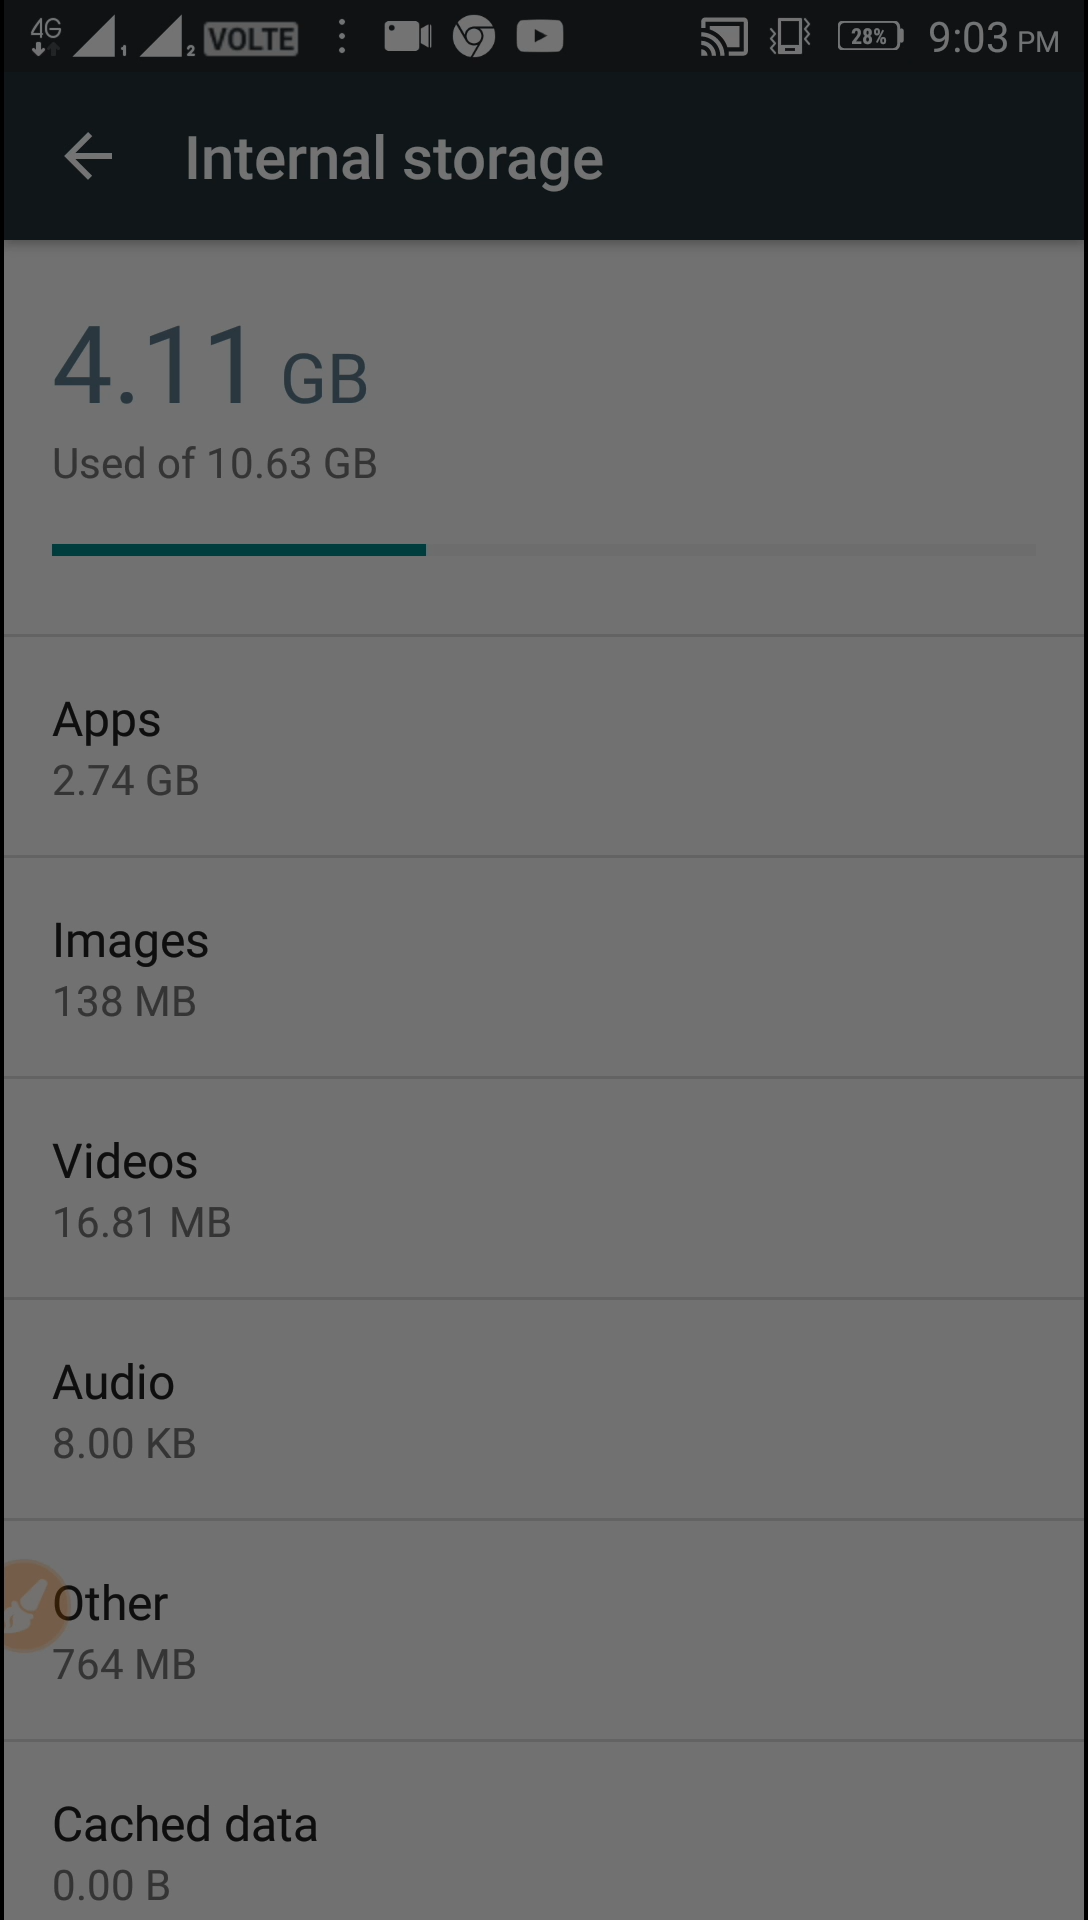 4G 1 2 VOLTE 28% 9:03 PM
Internal storage
4.11 GB
Used of 10.63 GB
Apps
2.74 GB
Images
138 MB
Videos
16.81 MB
Audio
8.00 KB
Other
764 MB
Cached data
0.00 B